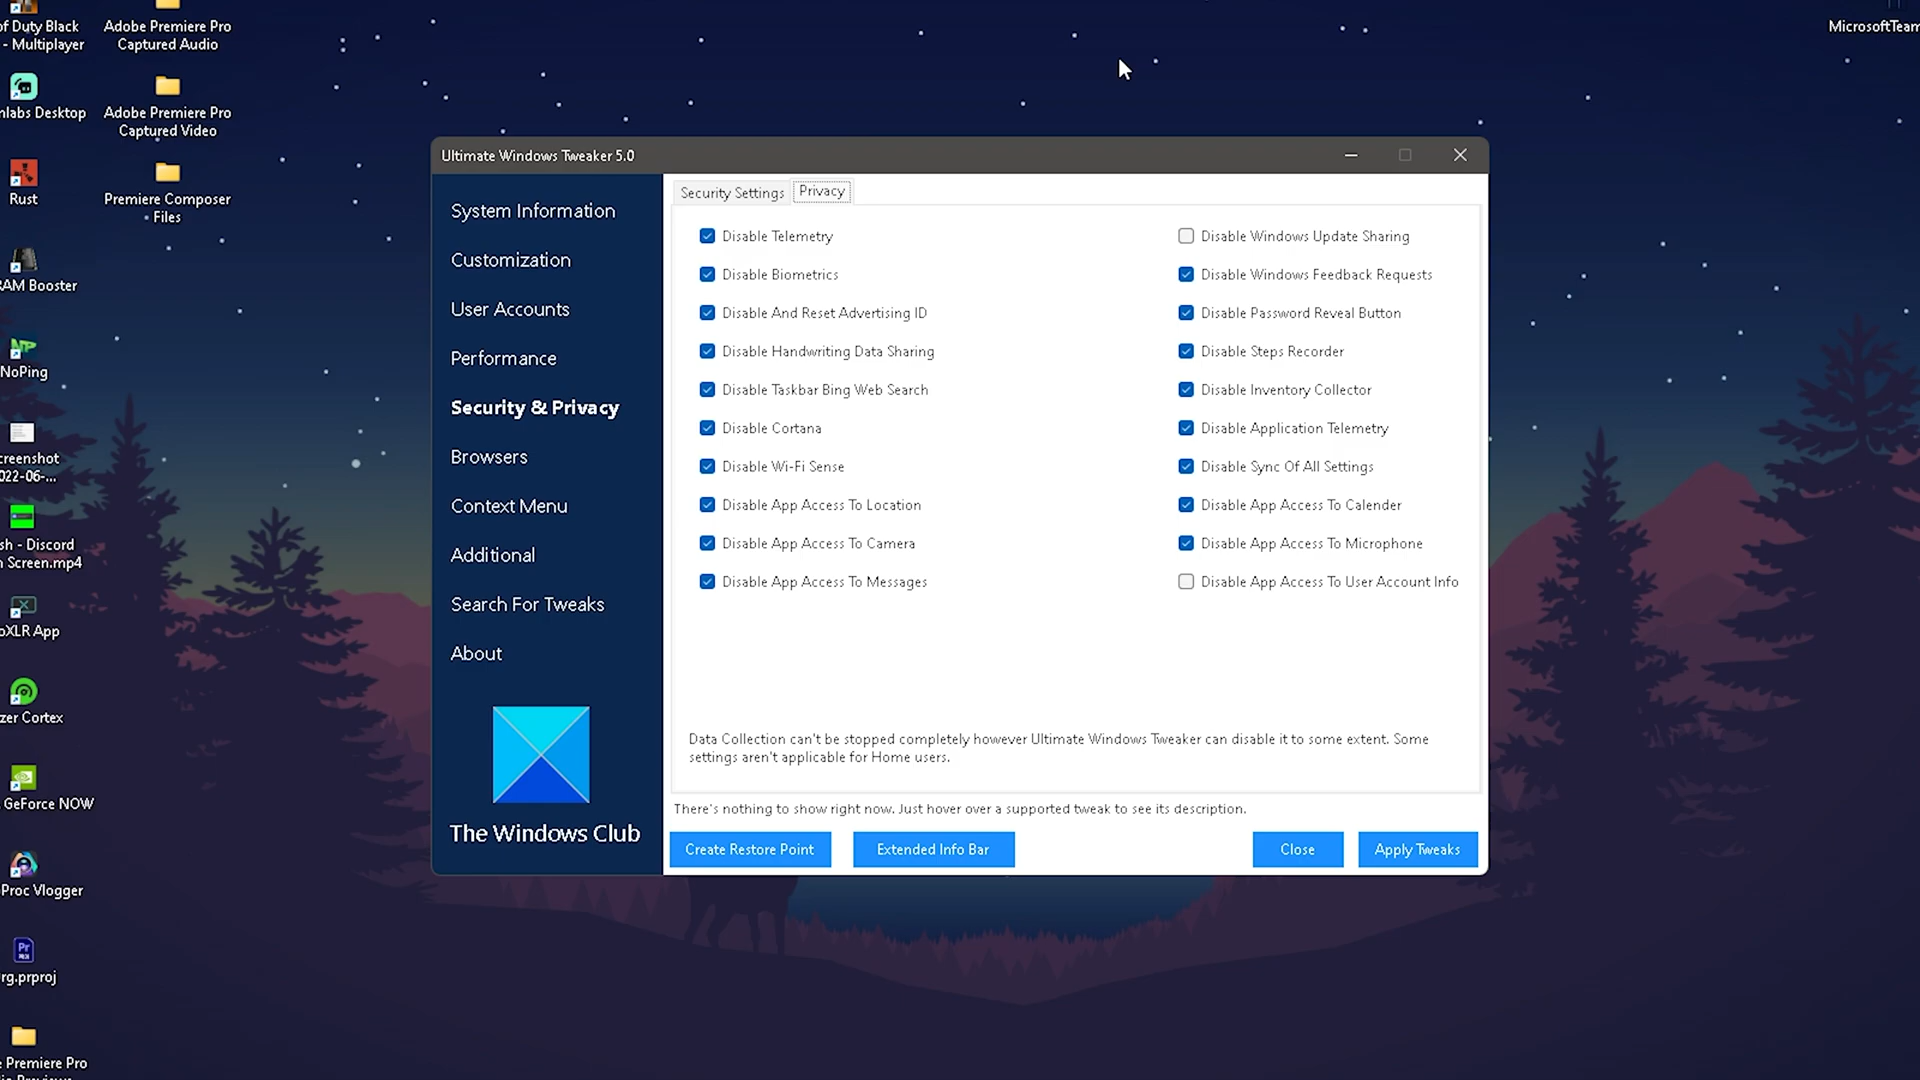 of Duty Black
- Multiplayer
Adobe Premiere Pro
Captured Audio
MicrosoftTeam
nlabs Desktop
Adobe Premiere Pro
Captured Video
Rust
Premiere Composer
Files
RAM Booster
NoPing
creenshot
022-06-...
sh - Discord
n Screen.mp4
oXLR App
zer Cortex
GeForce NOW
Proc Vlogger
Pr
rg.prproj
e Premiere Pro
Ultimate Windows Tweaker 5.0
System Information
Customization
User Accounts
Performance
Security & Privacy
Browsers
Context Menu
Additional
Search For Tweaks
About
The Windows Club
Security Settings
Privacy
Disable Telemetry
Disable Biometrics
Disable And Reset Advertising ID
Disable Handwriting Data Sharing
Disable Taskbar Bing Web Search
Disable Cortana
Disable Wi-Fi Sense
Disable App Access To Location
Disable App Access To Camera
Disable App Access To Messages
Disable Windows Update Sharing
Disable Windows Feedback Requests
Disable Password Reveal Button
Disable Steps Recorder
Disable Inventory Collector
Disable Application Telemetry
Disable Sync Of All Settings
Disable App Access To Calender
Disable App Access To Microphone
Disable App Access To User Account Info
Data Collection can't be stopped completely however Ultimate Windows Tweaker can disable it to some extent. Some
settings aren't applicable for Home users.
There's nothing to show right now. Just hover over a supported tweak to see its description.
Create Restore Point
Extended Info Bar
Close
Apply Tweaks